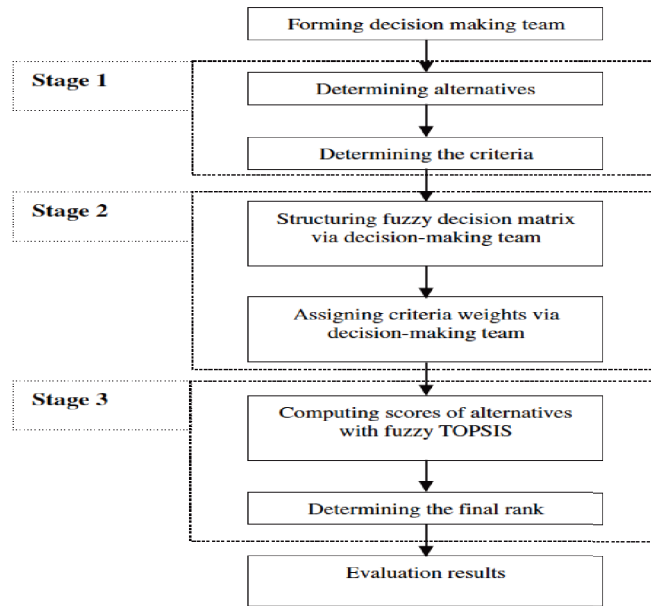 Forming decision making team
Stage 1
Determining alternatives
Determining the criteria
Stage 2
Structuring fuzzy decision matrix
via decision-making team
Assigning criteria weights via
decision-making team
Stage 3
Computing scores of alternatives
with fuzzy TOPSIS
Determining the final rank
Evaluation results